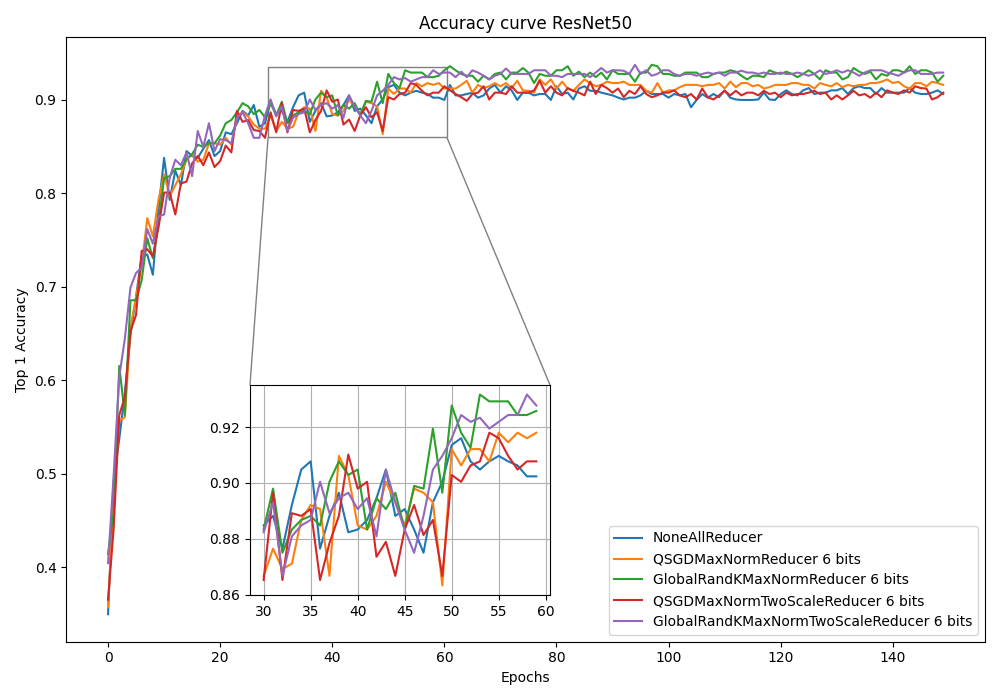 Accuracy curve ResNet50
Top 1 Accuracy
0.9
0.8
0.7
0.6
0.5
0.4
0.92
0.90
0.88
0.86
30 35 40 45 50 55 60
NoneAllReducer
QSGDMaxNormReducer 6 bits
GlobalRandKMaxNormReducer 6 bits
QSGDMaxNormTwoScaleReducer 6 bits
GlobalRandKMaxNormTwoScaleReducer 6 bits
0 20 40 60 80 100 120 140
Epochs